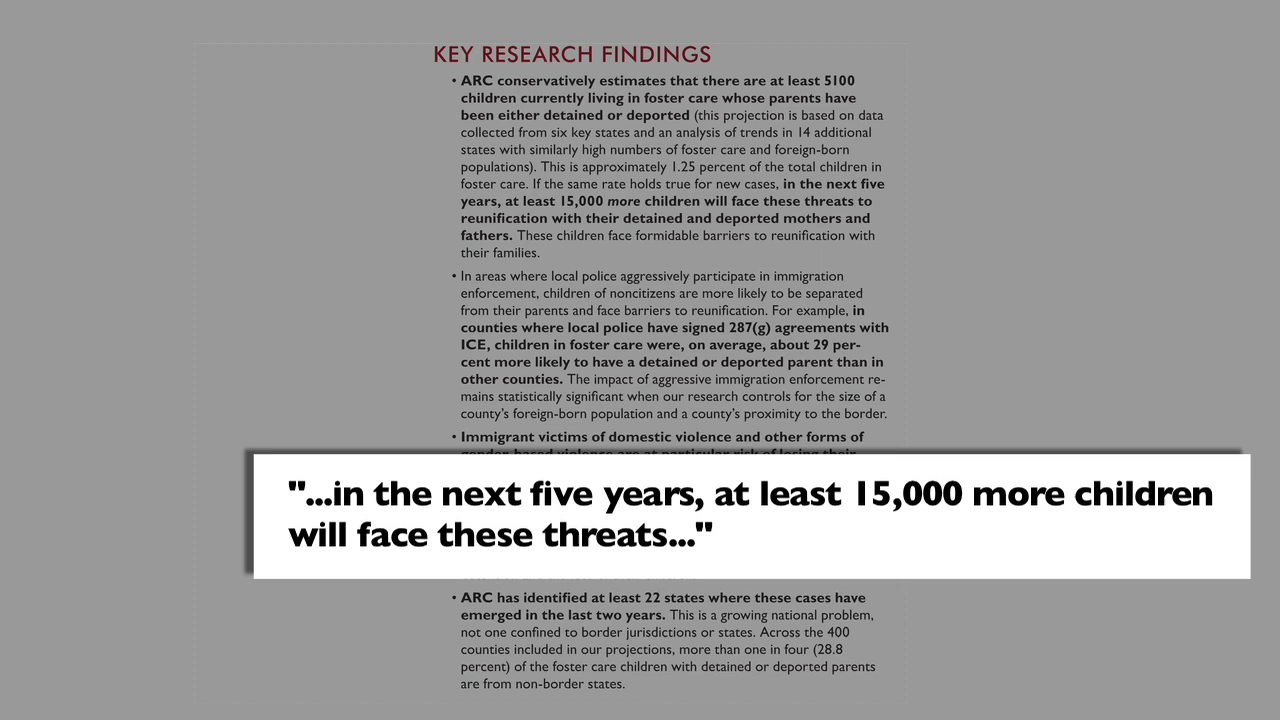 KEY RESEARCH FINDINGS
• ARC conservatively estimates that there are at least 5100
children currently living in foster care whose parents have
been either detained or deported (this projection is based on data
collected from six key states and an analysis of trends in 14 additional
states with similarly high numbers of foster care and foreign-born
populations). This is approximately 1.25 percent of the total children in
foster care. If the same rate holds true for new cases, in the next five
years, at least 15,000 more children will face these threats to
reunification with their detained and deported mothers and
fathers. These children face formidable barriers to reunification with
their families.
• In areas where local police aggressively participate in immigration
enforcement, children of noncitizens are more likely to be separated
from their parents and face barriers to reunification. For example, in
counties where local police have signed 287(g) agreements with
ICE, children in foster care were, on average, about 29 per-
cent more likely to have a detained or deported parent than in
other counties. The impact of aggressive immigration enforcement re-
mains statistically significant when our research controls for the size of a
county's foreign-born population and a county's proximity to the border.
• Immigrant victims of domestic violence and other forms of
gender-based violence are at particular risk of losing their
"...in the next five years, at least 15,000 more children
will face these threats..."
• ARC has identified at least 22 states where these cases have
emerged in the last two years. This is a growing national problem,
not one confined to border jurisdictions or states. Across the 400
counties included in our projections, more than one in four (28.8
percent) of the foster care children with detained or deported parents
are from non-border states.